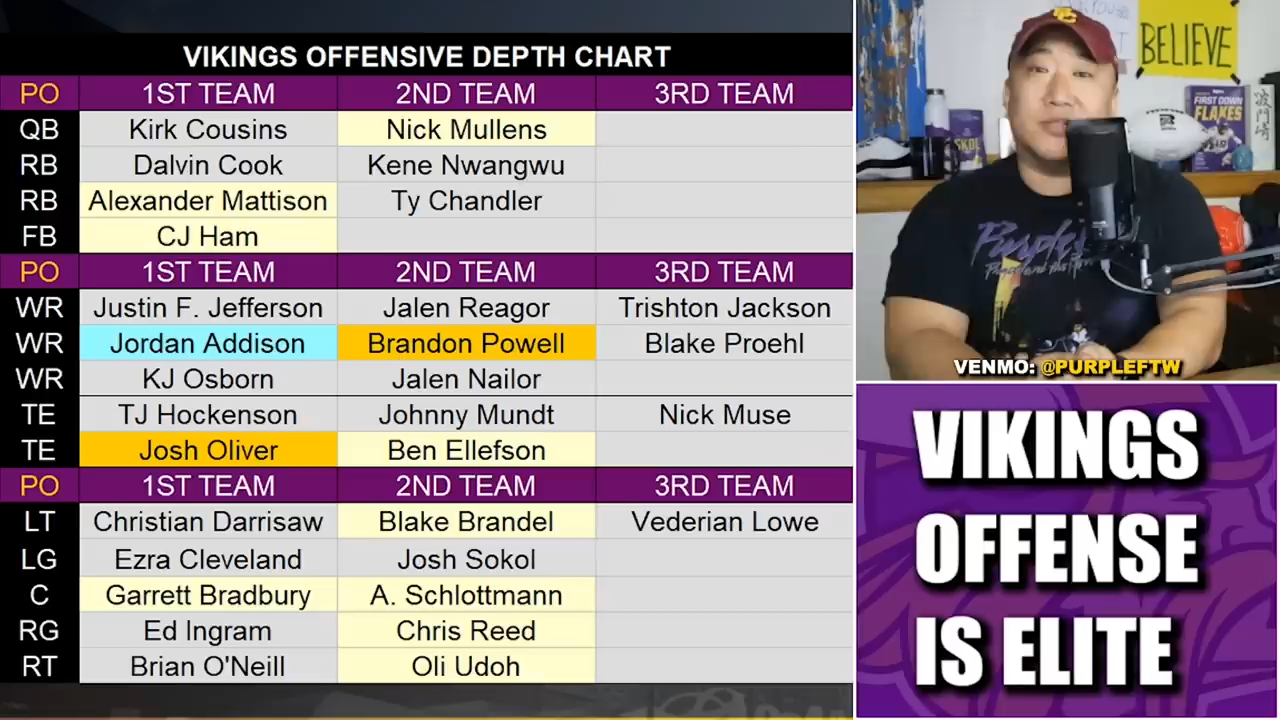 VIKINGS OFFENSIVE DEPTH CHART
PO 1ST TEAM 2ND TEAM 3RD TEAM
QB Kirk Cousins Nick Mullens
RB Dalvin Cook Kene Nwangwu
RB Alexander Mattison Ty Chandler
FB CJ Ham
PO 1ST TEAM 2ND TEAM 3RD TEAM
WR Justin F. Jefferson Jalen Reagor Trishton Jackson
WR Jordan Addison Brandon Powell Blake Proehl
WR KJ Osborn Jalen Nailor
TE TJ Hockenson Johnny Mundt Nick Muse
TE Josh Oliver Ben Ellefson
PO 1ST TEAM 2ND TEAM 3RD TEAM
LT Christian Darrisaw Blake Brandel Vederian Lowe
LG Ezra Cleveland Josh Sokol
C Garrett Bradbury A. Schlottmann
RG Ed Ingram Chris Reed
RT Brian O'Neill Oli Udoh
BELIEVE
FIRST DOWN
FLAKES
SKOL
Purple
VENMO: @PURPLEFTW
VIKINGS
OFFENSE
IS ELITE